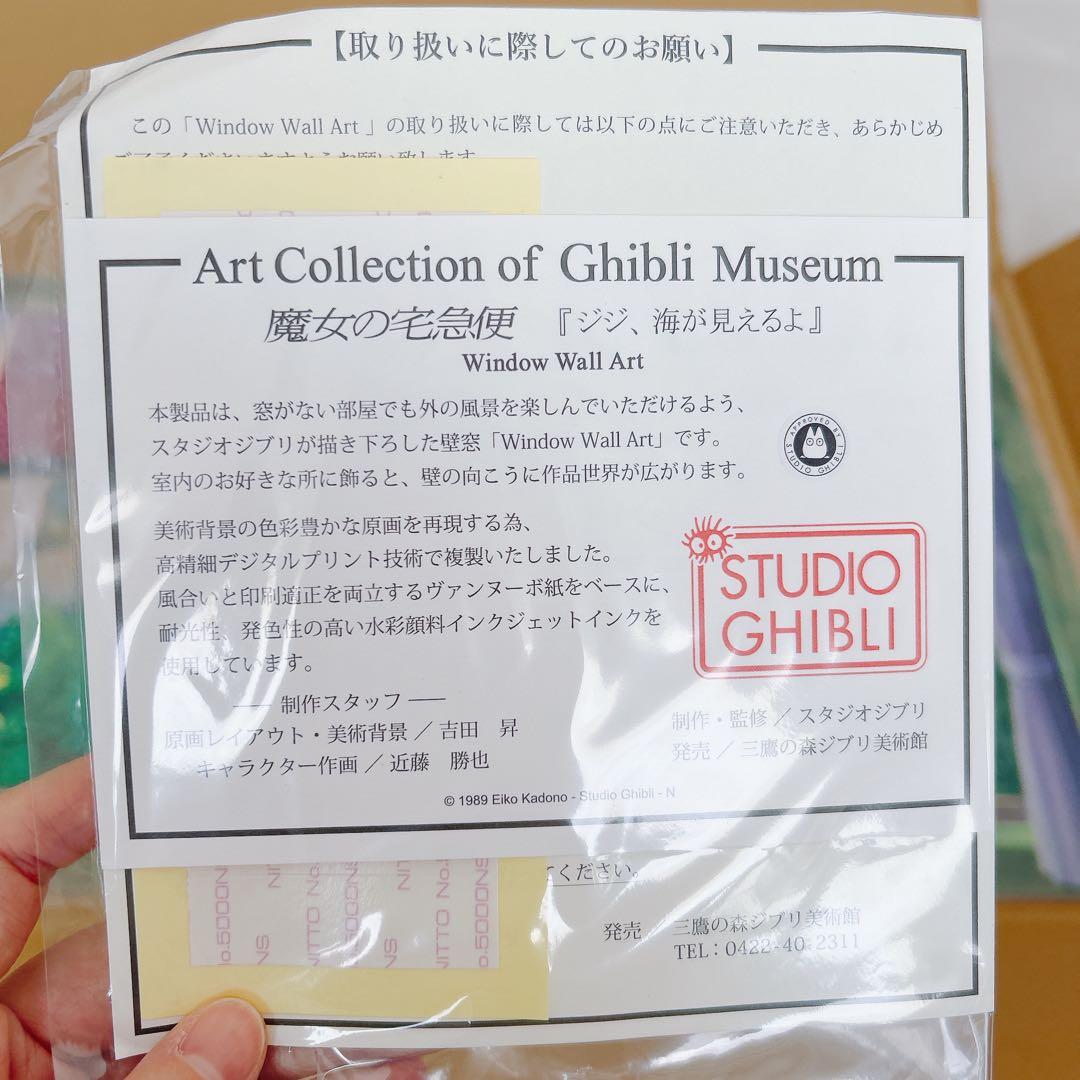 【取り扱いに際してのお願い】
この「Window Wall Art 」の取り扱いに際しては以下の点にご注意いただき、あらかじめ
Art Collection of Ghibli Museum
魔女の宅急便 『ジジ、海が見えるよ』
Window Wall Art
本製品は、窓がない部屋でも外の風景を楽しんでいただけるよう、
スタジオジブリが描き下ろした壁窓「Window Wall Art」です。
室内のお好きな所に飾ると、壁の向こうに作品世界が広がります。
APPROVED BY
STUDIO GHIBLI
美術背景の色彩豊かな原画を再現する為、
高精細デジタルプリント技術で複製いたしました。
風合いと印刷適正を両立するヴァンヌーボ紙をベースに、
耐光性、発色性の高い水彩顔料インクジェットインクを
使用しています。
STUDIO
GHIBLI
── 制作スタッフ ──
原画レイアウト・美術背景 ／ 吉田 昇
キャラクター作画 ／ 近藤 勝也
制作・監修 ／ スタジオジブリ
発売 ／ 三鷹の森ジブリ美術館
© 1989 Eiko Kadono - Studio Ghibli - N
てください。
NITTO No.5000NS
発売 三鷹の森ジブリ美術館
TEL：0422-40-2311